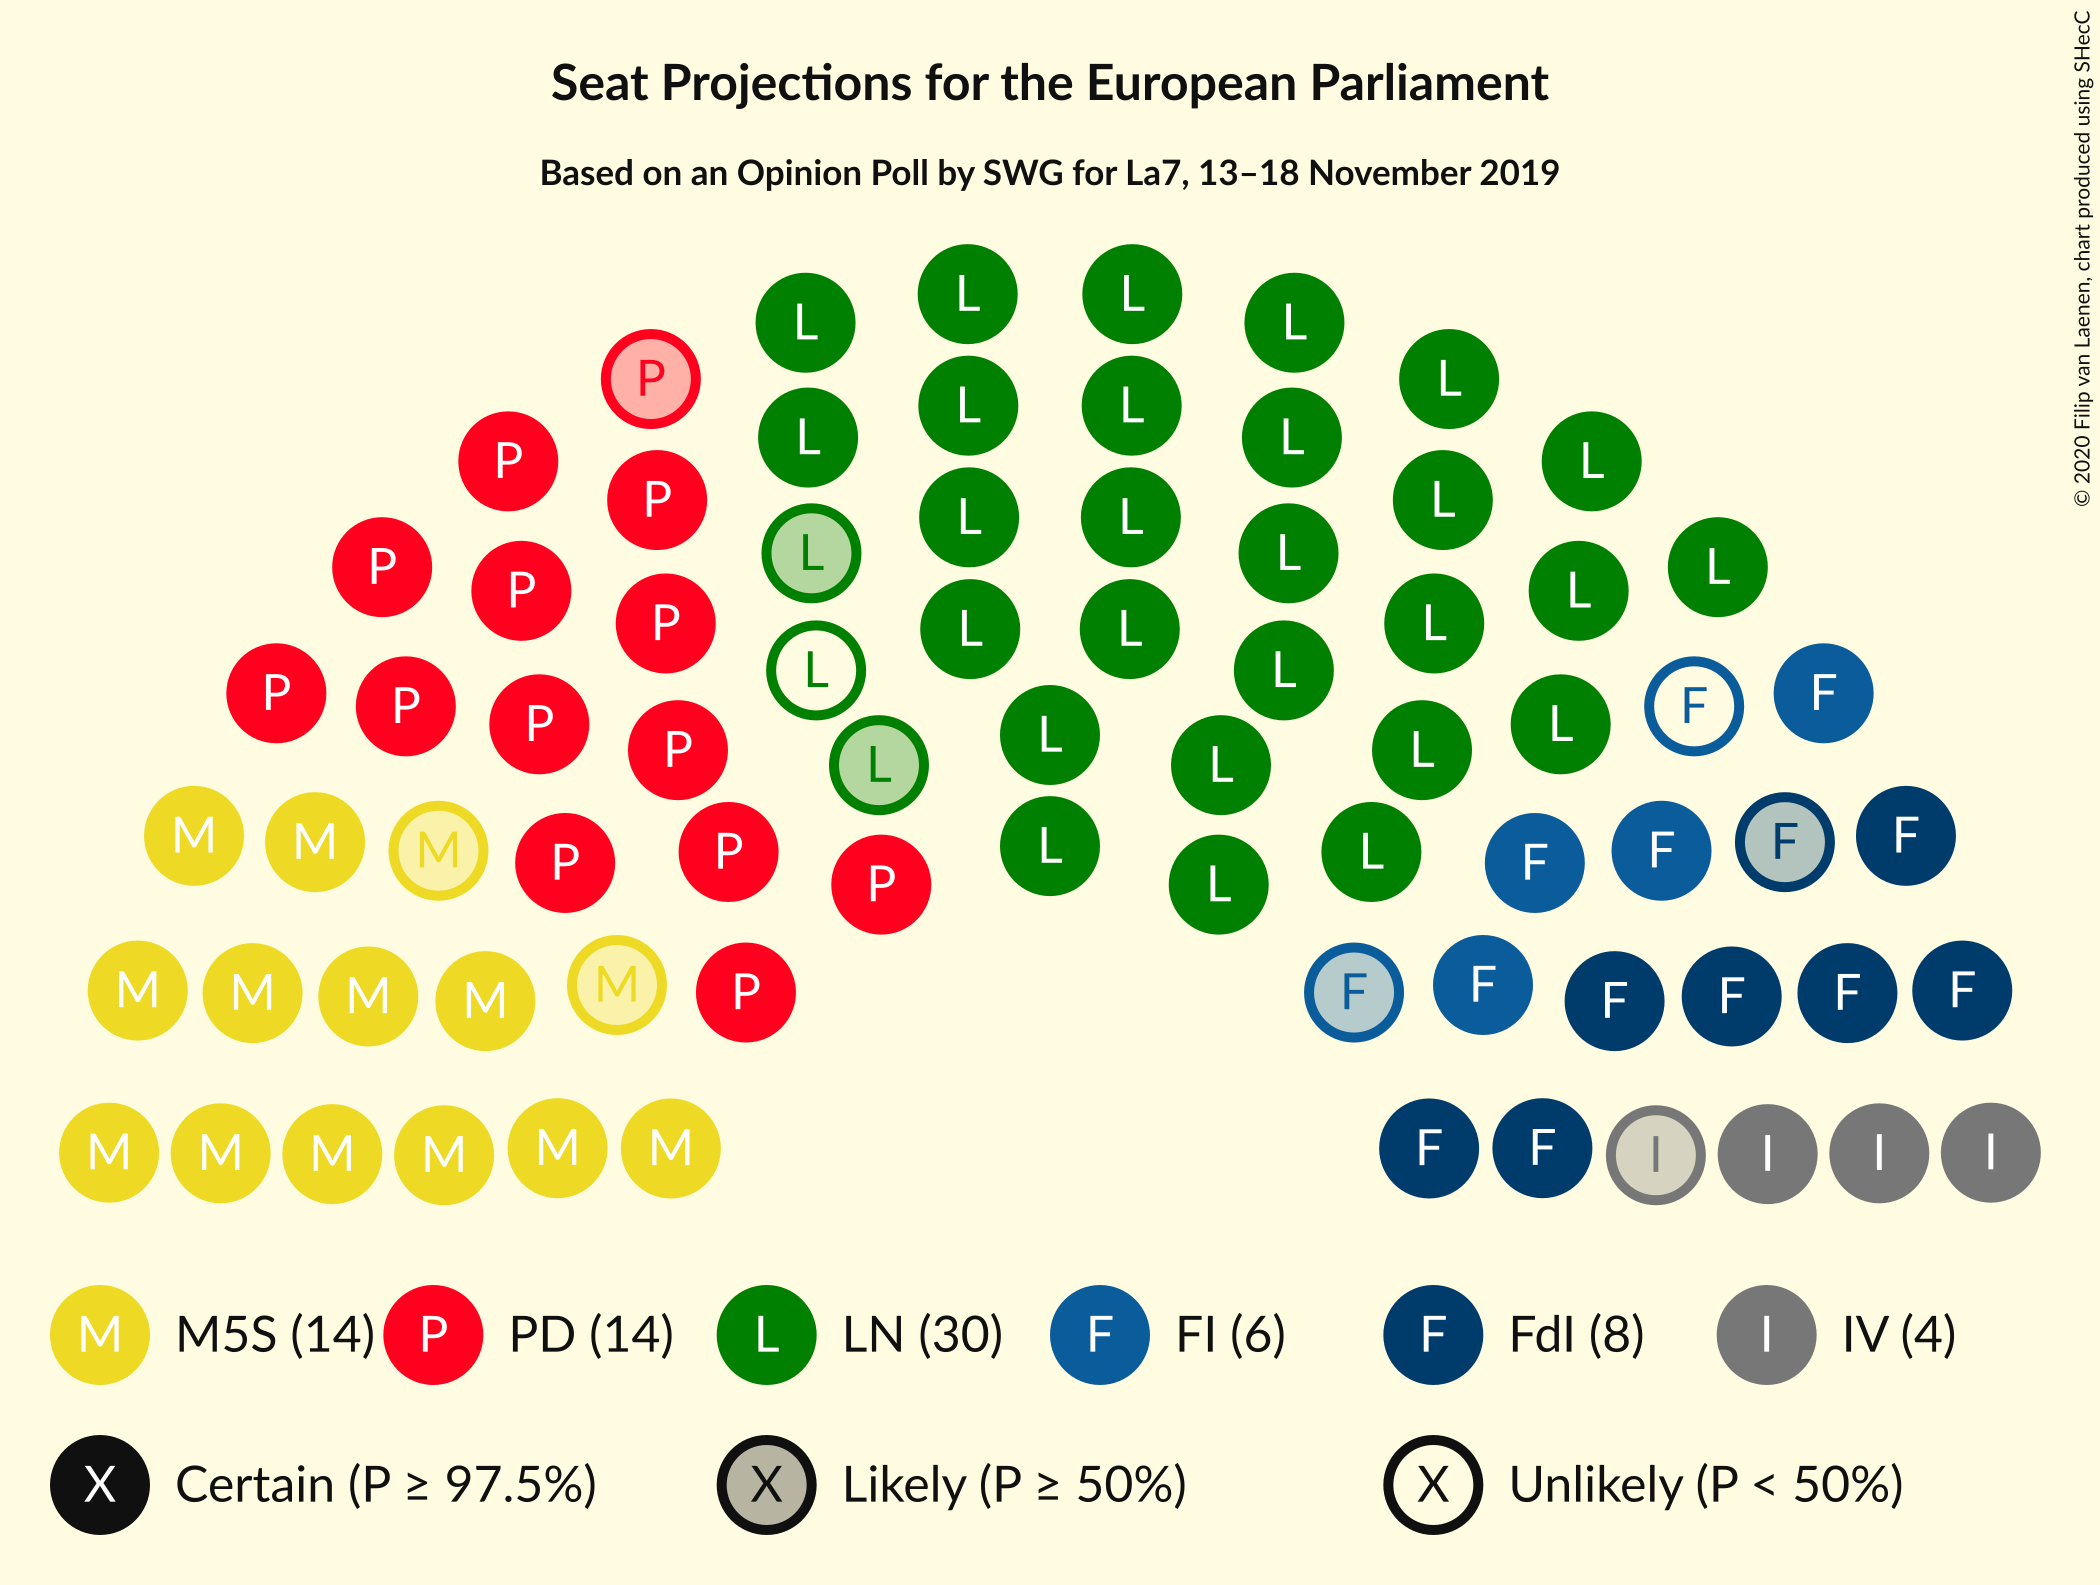 Seat Projections for the European Parliament
Based on an Opinion Poll by SWG for La7, 13–18 November 2019
© 2020 Filip van Laenen, chart produced using SHecC
L L L L
P L
L L
P L L L
P L
P L
P L L L
P L
P L
L L
P L
L L
P F
P F
P L
P L
L
L L
M F
M F
M F
P P L L L F F
P L
M M M M M P F F F F F F
M M M M M M F F I I I I
M M5S (14) P PD (14) L LN (30) F FI (6) F FdI (8) I IV (4)
X Certain (P ≥ 97.5%) X Likely (P ≥ 50%) X Unlikely (P < 50%)